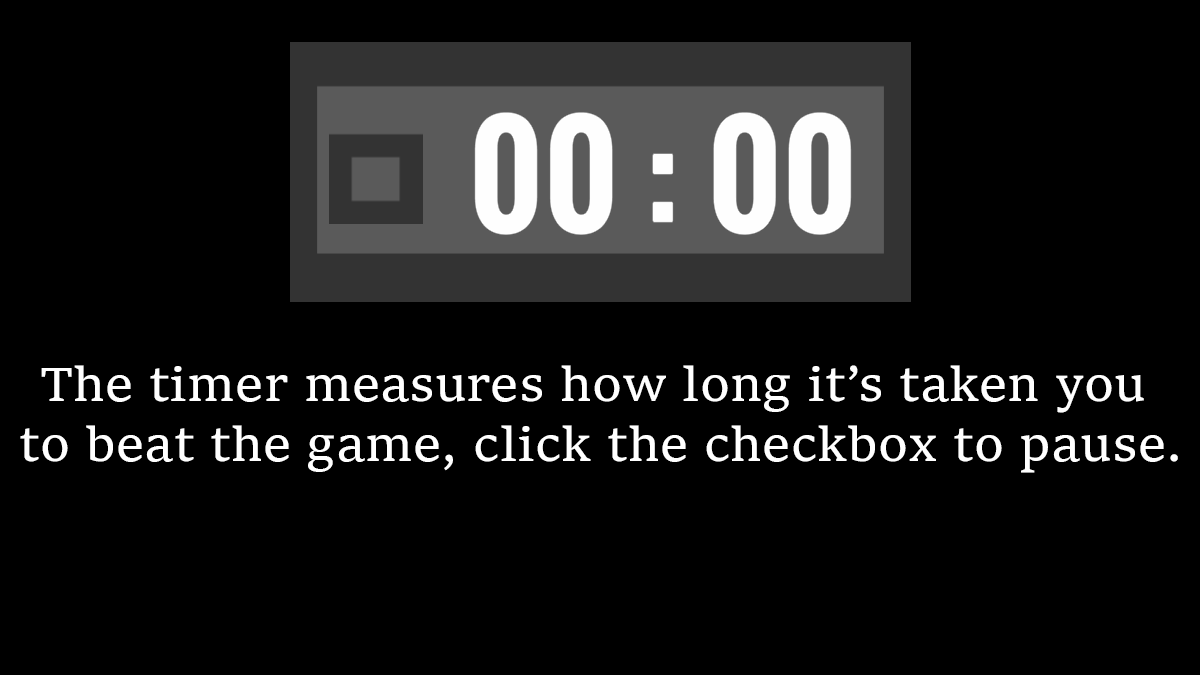 00:00
The timer measures how long it’s taken you
to beat the game, click the checkbox to pause.